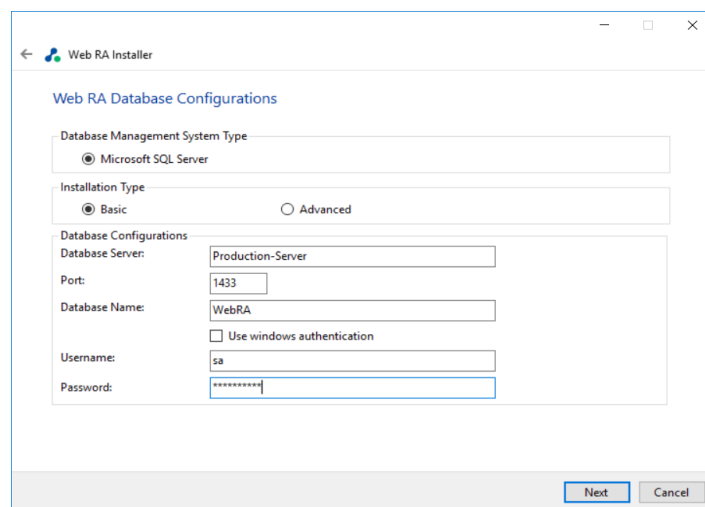 Web RA Installer
Web RA Database Configurations
Database Management System Type
Microsoft SQL Server
Installation Type
Basic Advanced
Database Configurations
Database Server: Production-Server
Port: 1433
Database Name: WebRA
Use windows authentication
Username: sa
Password: **********
Next Cancel